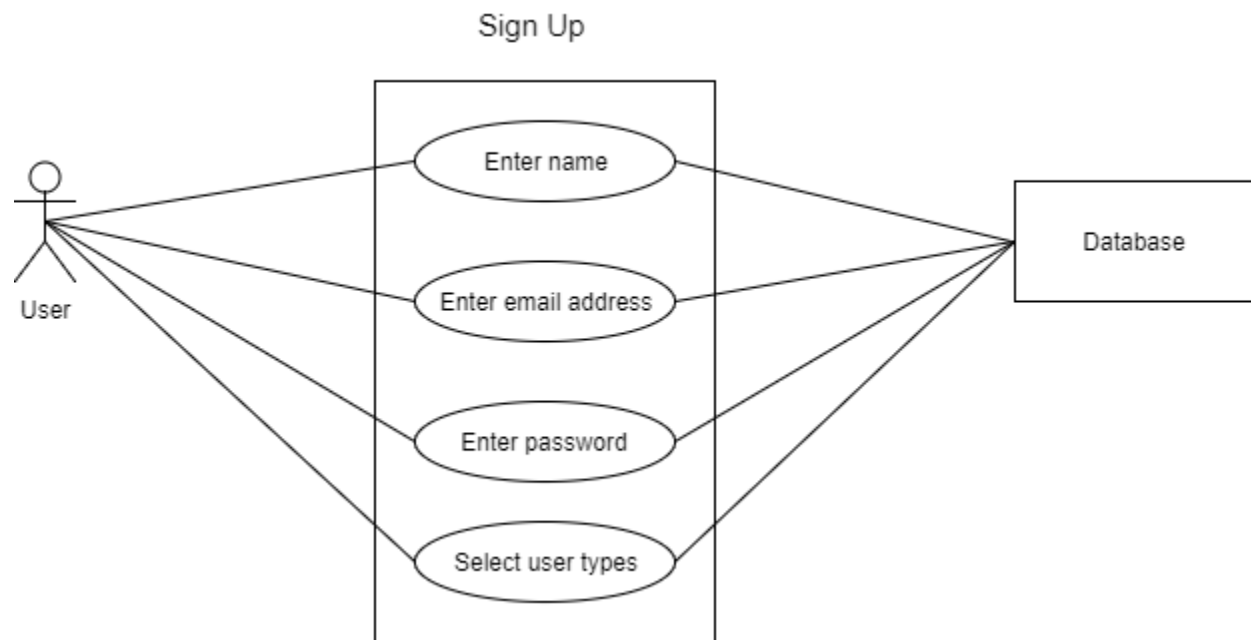 Sign Up
Enter name
Database
Enter email address
User
Enter password
Select user types